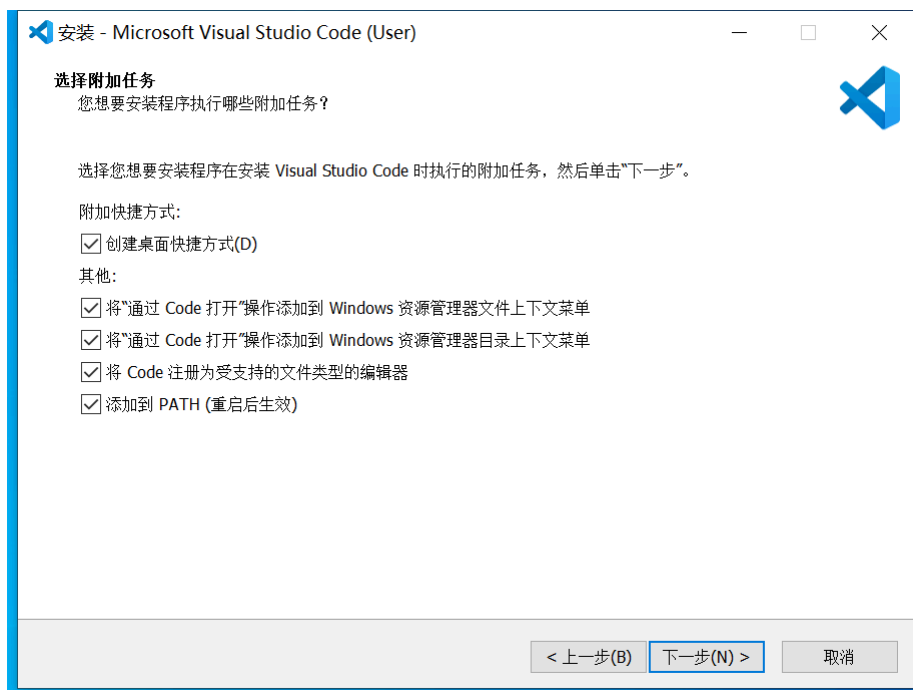 安装 - Microsoft Visual Studio Code (User)
选择附加任务
您想要安装程序执行哪些附加任务？
选择您想要安装程序在安装 Visual Studio Code 时执行的附加任务，然后单击“下一步”。
附加快捷方式:
创建桌面快捷方式(D)
其他:
将“通过 Code 打开”操作添加到 Windows 资源管理器文件上下文菜单
将“通过 Code 打开”操作添加到 Windows 资源管理器目录上下文菜单
将 Code 注册为受支持的文件类型的编辑器
添加到 PATH (重启后生效)
< 上一步(B) 下一步(N) > 取消